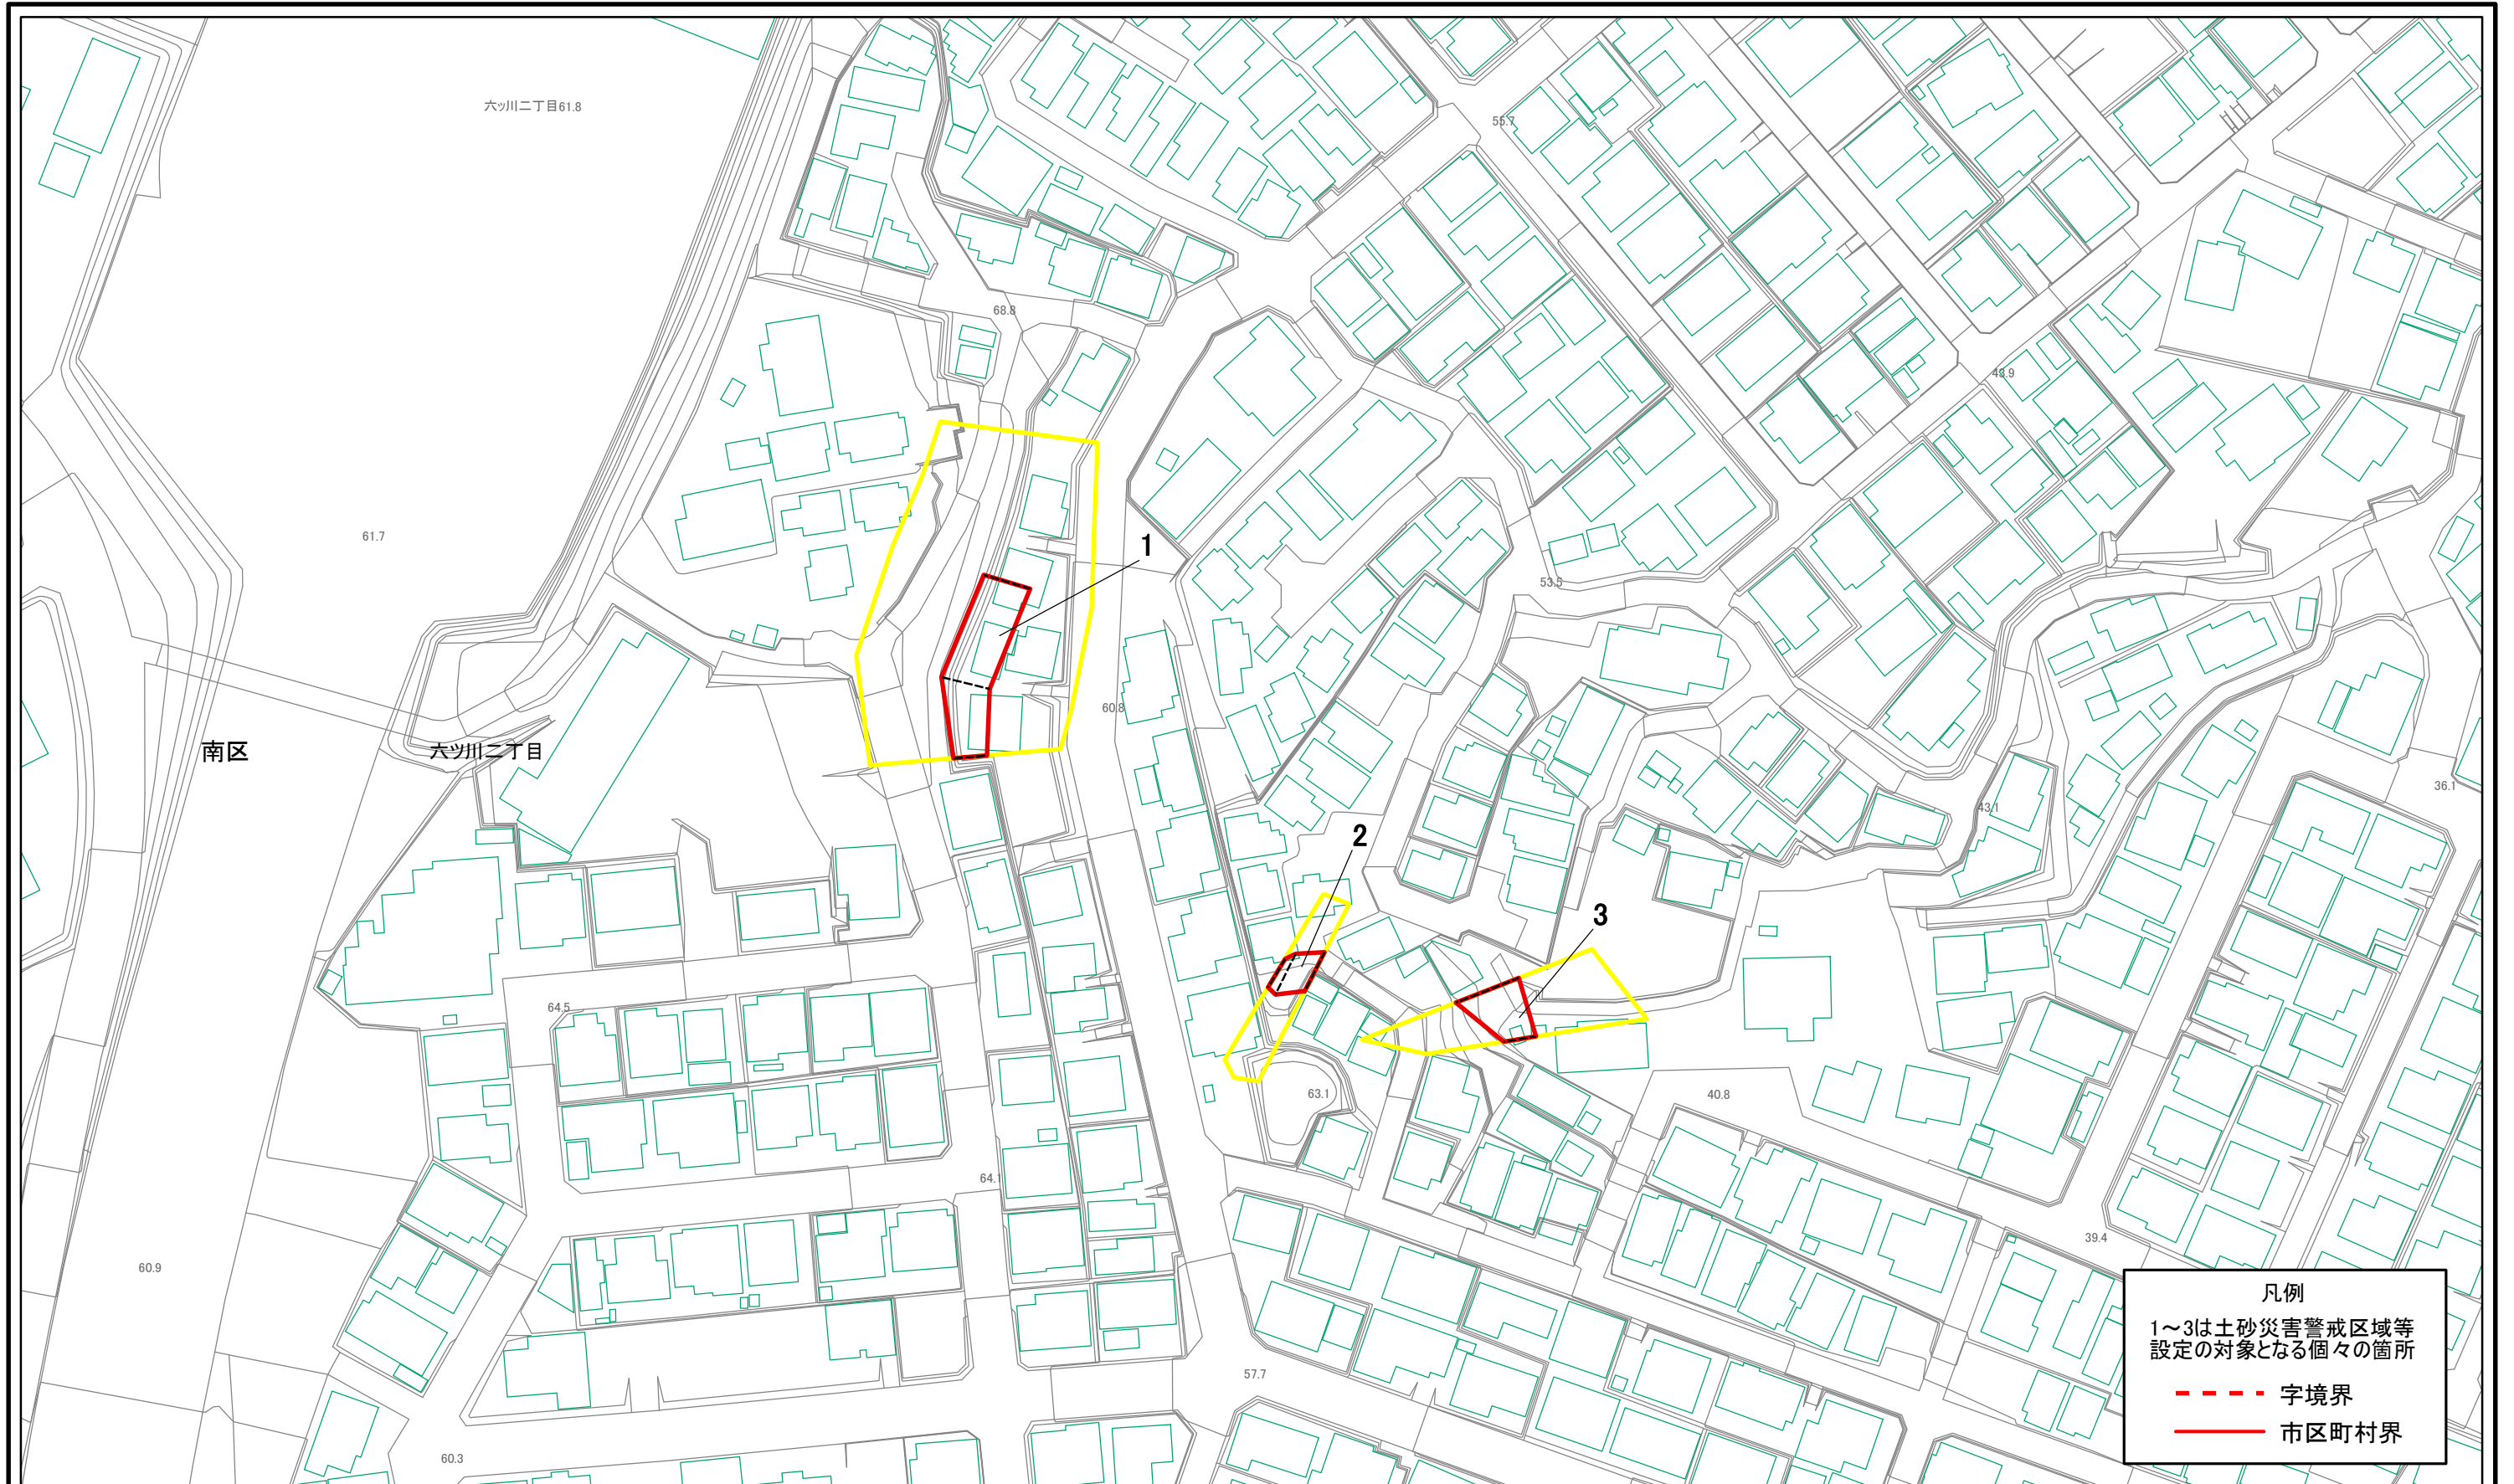 六ッ川二丁目61.8
55.7
68.8
49.9
61.7
1
53.5
60.8
南区
六ツ川二丁目
36.1
43.1
2
3
64.5
63.1
40.8
64.1
39.4
60.9
凡例
1～3は土砂災害警戒区域等
設定の対象となる個々の箇所
字境界
市区町村界
57.7
60.3